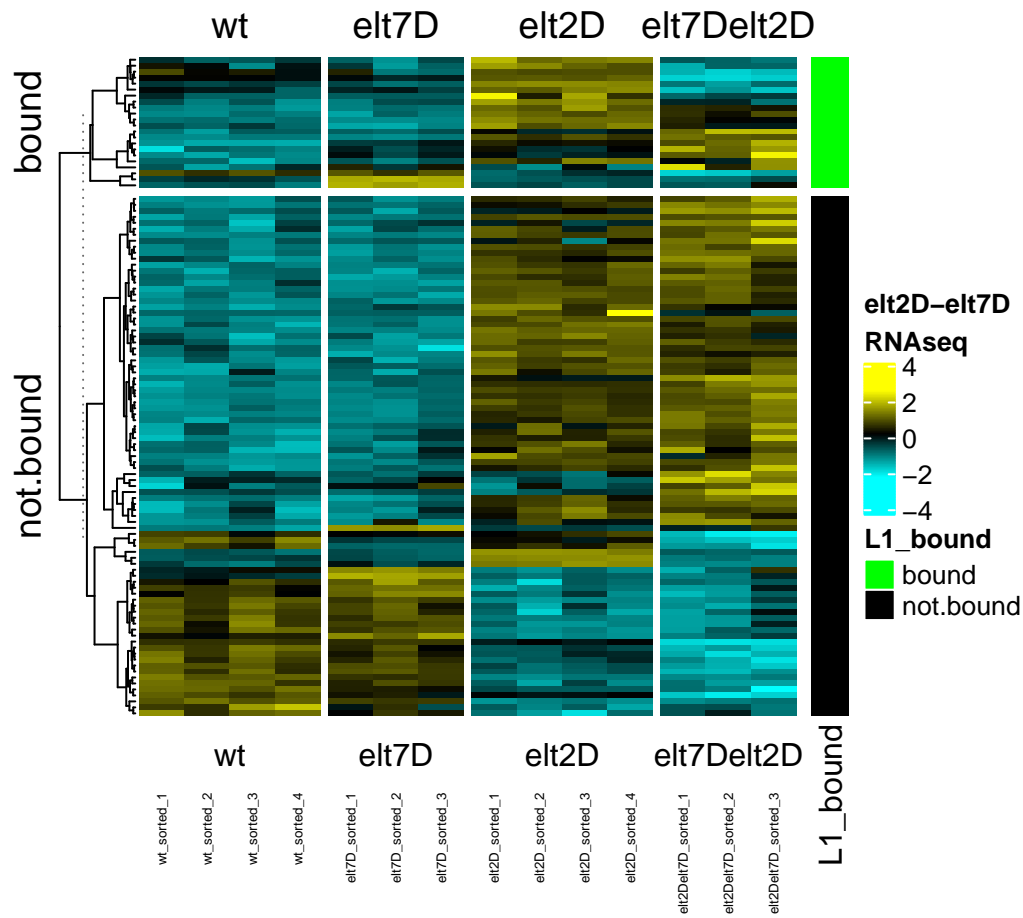 wt elt7D elt2D elt7DElt2D
bound
not.bound
elt2D−elt7D
RNAseq
4
2
0
−2
−4
L1_bound
bound
not.bound
wt elt7D elt2D elt7Delt2D
L1_bound
wt_sorted_1
wt_sorted_2
wt_sorted_3
wt_sorted_4
elt7D_sorted_1
elt7D_sorted_2
elt7D_sorted_3
elt2D_sorted_1
elt2D_sorted_2
elt2D_sorted_3
elt2D_sorted_4
elt2Delt7D_sorted_1
elt2Delt7D_sorted_2
elt2Delt7D_sorted_3